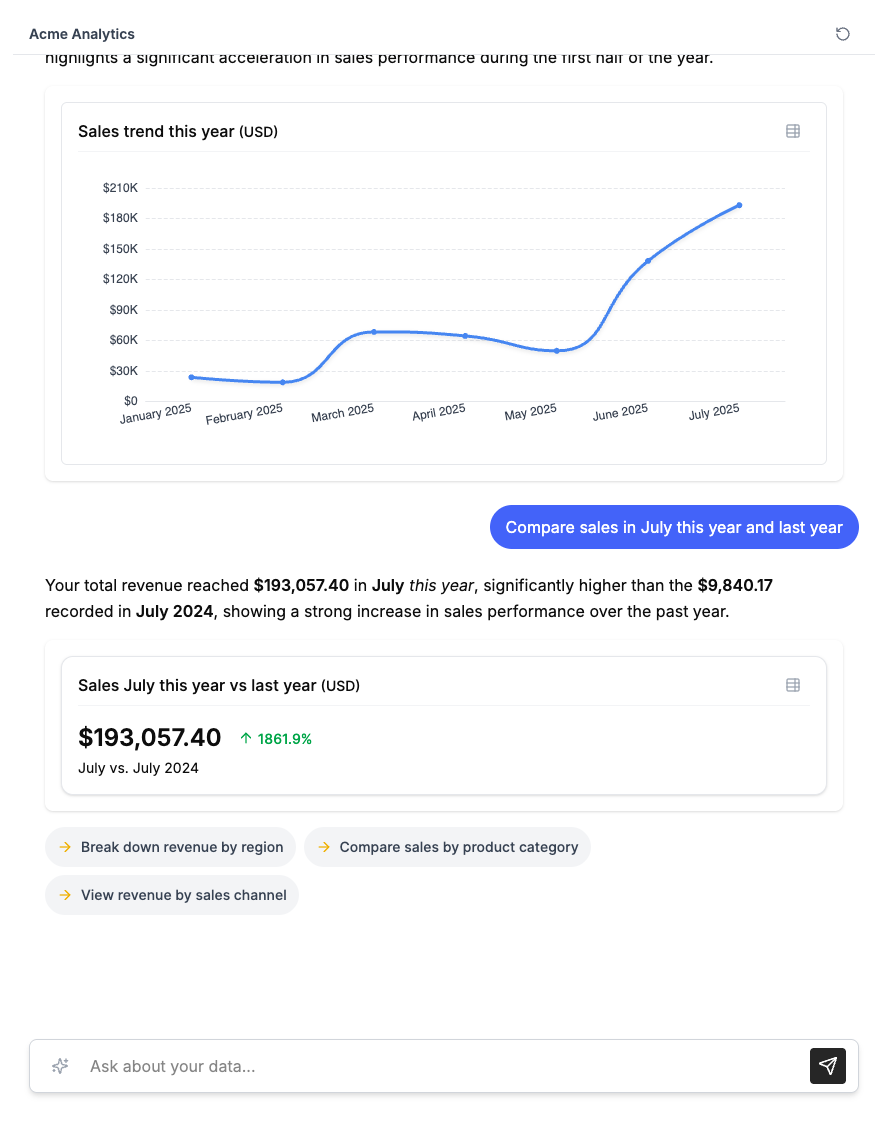 Acme Analytics
highlights a significant acceleration in sales performance during the first half of the year.
Sales trend this year (USD)
$210K
$180K
$150K
$120K
$90K
$60K
$30K
$0
January 2025
February 2025
March 2025
April 2025
May 2025
June 2025
July 2025
Compare sales in July this year and last year
Your total revenue reached $193,057.40 in July this year, significantly higher than the $9,840.17
recorded in July 2024, showing a strong increase in sales performance over the past year.
Sales July this year vs last year (USD)
$193,057.40 ↑ 1861.9%
July vs. July 2024
→ Break down revenue by region → Compare sales by product category
→ View revenue by sales channel
Ask about your data...